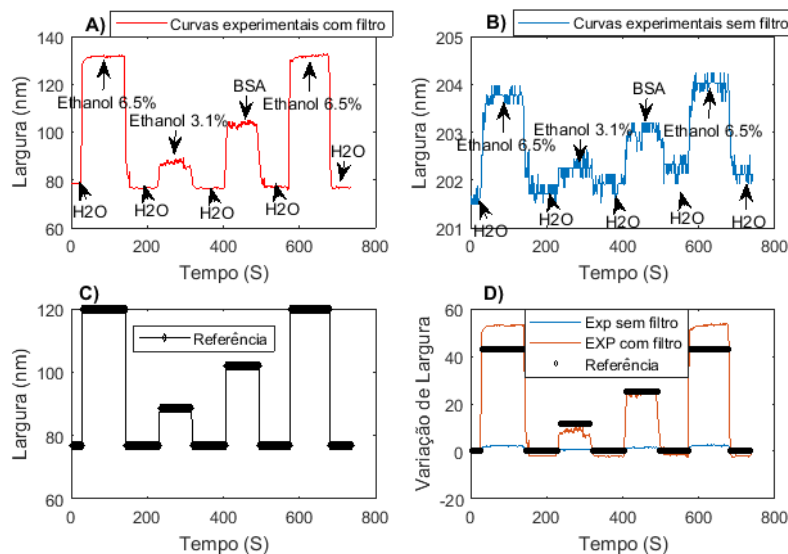 A)
Curvas experimentais com filtro
140
120
100
80
60
Largura (nm)
Ethanol 6.5%
Ethanol 3.1%
BSA
Ethanol 6.5%
H2O
H2O
H2O
H2O
H2O
0
200
400
600
800
Tempo (S)
B)
Curvas experimentais sem filtro
205
204
203
202
201
Largura (nm)
BSA
Ethanol 3.1%
Ethanol 6.5%
Ethanol 6.5%
H2O
H2O
H2O
H2O
H2O
0
200
400
600
800
Tempo (S)
C)
Referência
120
100
80
60
Largura (nm)
0
200
400
600
800
Tempo (S)
D)
Exp sem filtro
EXP com filtro
Referência
60
40
20
0
-20
Variação de Largura
0
200
400
600
800
Tempo (S)